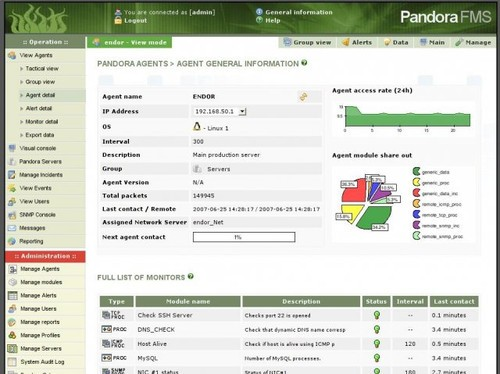 You are connected as [admin]
Logout
General information
Help
Pandora FMS
:: Operation ::
endor - View mode
Group view
Alerts
Data
Main
Manage
View Agents
Tactical view
Group view
Agent detail
Alert detail
Monitor detail
Export data
Visual console
Pandora Servers
Manage Incidents
View Events
View Users
SNMP Console
Messages
Reporting
:: Administration ::
Manage Agents
Manage modules
Manage Alerts
Manage Users
Manage reports
Manage Profiles
Manage Servers
System Audit Log
PANDORA AGENTS > AGENT GENERAL INFORMATION
Agent name ENDOR
IP Address 192.168.50.1
OS - Linux 1
Interval 300
Description Main production server
Group Servers
Agent Version N/A
Total packets 149945
Last contact / Remote 2007-06-25 14:28:17 / 2007-06-25 14:28:17
Assigned Network Server endor_Net
Next agent contact 1%
Agent access rate (24h)
10
5
0
0 5 10 15 20
Agent module share out
generic_data
generic_proc
generic_data_inc
remote_icmp_proc
remote_tcp_proc
remote_snmp_inc
remote_snmp_proc
FULL LIST OF MONITORS
Type Module name Description Status Interval Last contact
TCP PROC Check SSH Server Checks port 22 is opened -- 0.1 minutes
PROC DNS_CHECK Check that dynamic DNS name corresp -- 3.4 minutes
ICMP PROC Host Alive Check if host is alive using ICMP p 120 0.5 minutes
PROC MySQL Number of MySQL processes. -- 3.4 minutes
SNMP NIC #1 status Status of NIC#1 180 2.7 minutes